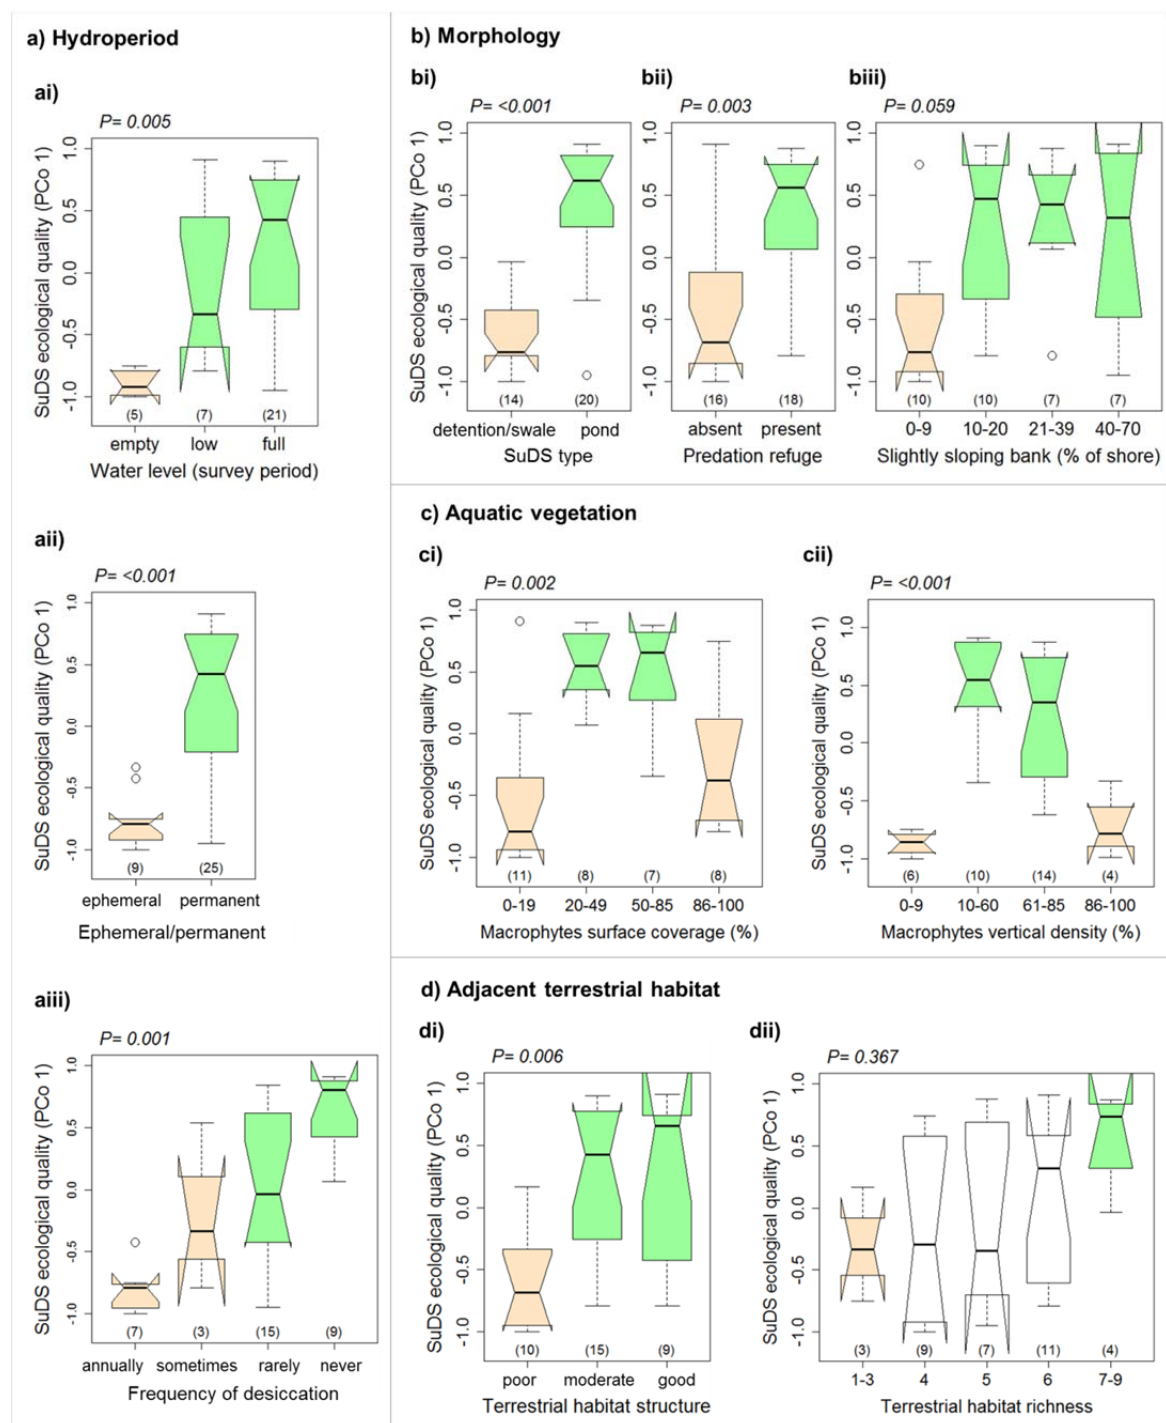 a) Hydroperiod
ai)
P= 0.005
SuDS ecological quality (PCo 1)
1.0
0.5
0.0
-0.5
-1.0
(5) (7) (21)
empty low full
Water level (survey period)
aii)
P= <0.001
SuDS ecological quality (PCo 1)
1.0
0.5
0.0
-0.5
-1.0
(9) (25)
ephemeral permanent
Ephemeral/permanent
aiii)
P= 0.001
SuDS ecological quality (PCo 1)
1.0
0.5
0.0
-0.5
-1.0
(7) (3) (15) (9)
annually sometimes rarely never
Frequency of desiccation
b) Morphology
bi)
P= <0.001
SuDS ecological quality (PCo 1)
1.0
0.5
0.0
-0.5
-1.0
(14) (20)
detention/swale pond
SuDS type
bii)
P= 0.003
1.0
0.5
0.0
-0.5
-1.0
(16) (18)
absent present
Predation refuge
biii)
P= 0.059
1.0
0.5
0.0
-0.5
-1.0
(10) (10) (7) (7)
0-9 10-20 21-39 40-70
Slightly sloping bank (% of shore)
c) Aquatic vegetation
ci)
P= 0.002
SuDS ecological quality (PCo 1)
1.0
0.5
0.0
-0.5
-1.0
(11) (8) (7) (8)
0-19 20-49 50-85 86-100
Macrophytes surface coverage (%)
cii)
P= <0.001
SuDS ecological quality (PCo 1)
1.0
0.5
0.0
-0.5
-1.0
(6) (10) (14) (4)
0-9 10-60 61-85 86-100
Macrophytes vertical density (%)
d) Adjacent terrestrial habitat
di)
P= 0.006
SuDS ecological quality (PCo 1)
1.0
0.5
0.0
-0.5
-1.0
(10) (15) (9)
poor moderate good
Terrestrial habitat structure
dii)
P= 0.367
SuDS ecological quality (PCo 1)
1.0
0.5
0.0
-0.5
-1.0
(3) (9) (7) (11) (4)
1-3 4 5 6 7-9
Terrestrial habitat richness